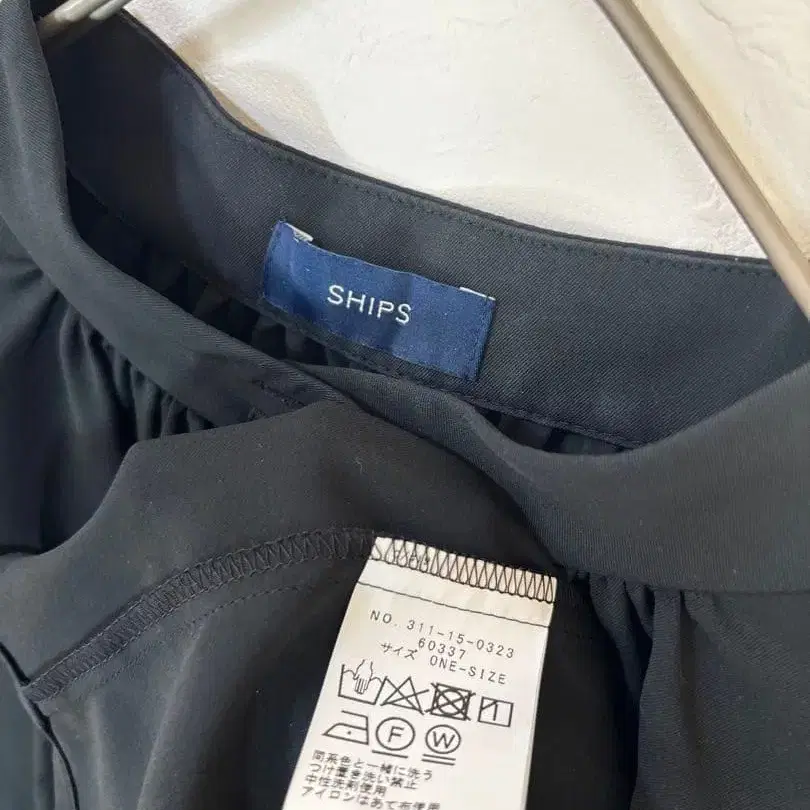 SHIPS
NO. 311-15-0323
60337
サイズ ONE-SIZE
F W
同系色と一緒に洗う
つけ置き洗い禁止
中性洗剤使用
アイロンはあて布使用